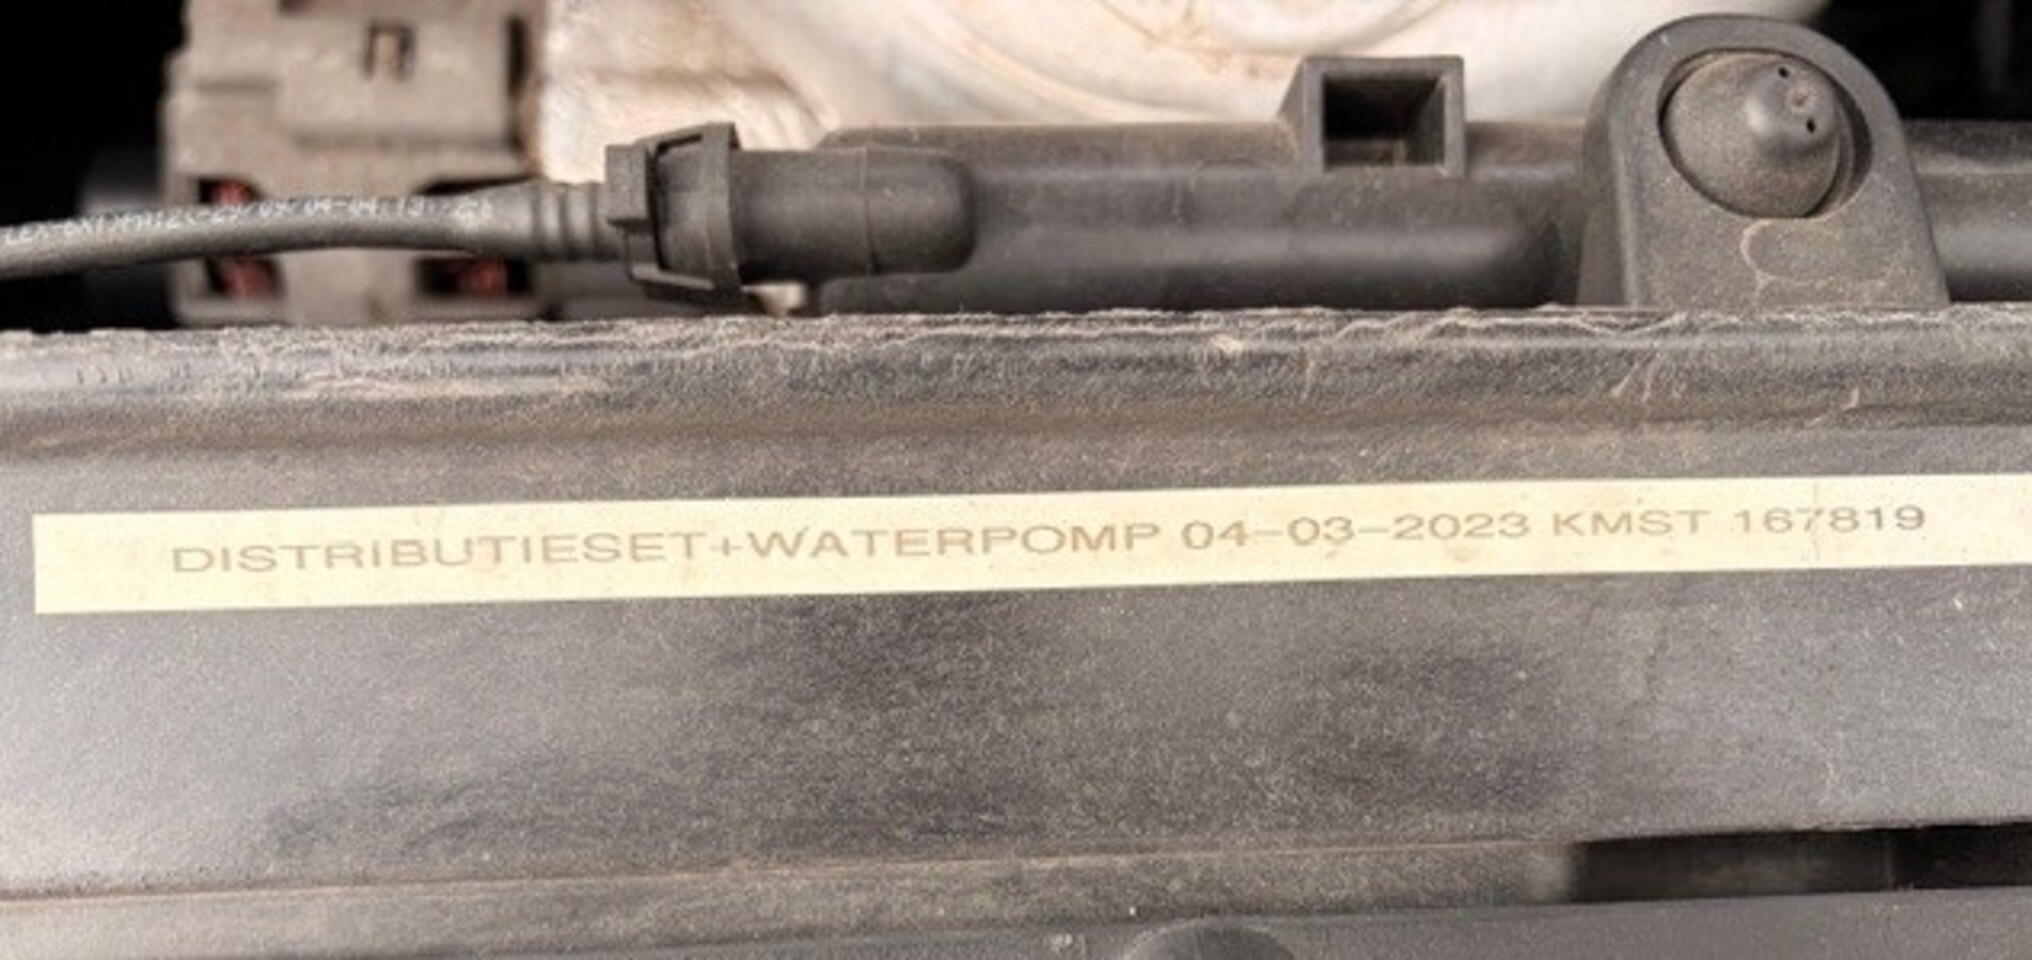 DISTRIBUTIESET+WATERPOMP 04-03-2023 KMST 167819